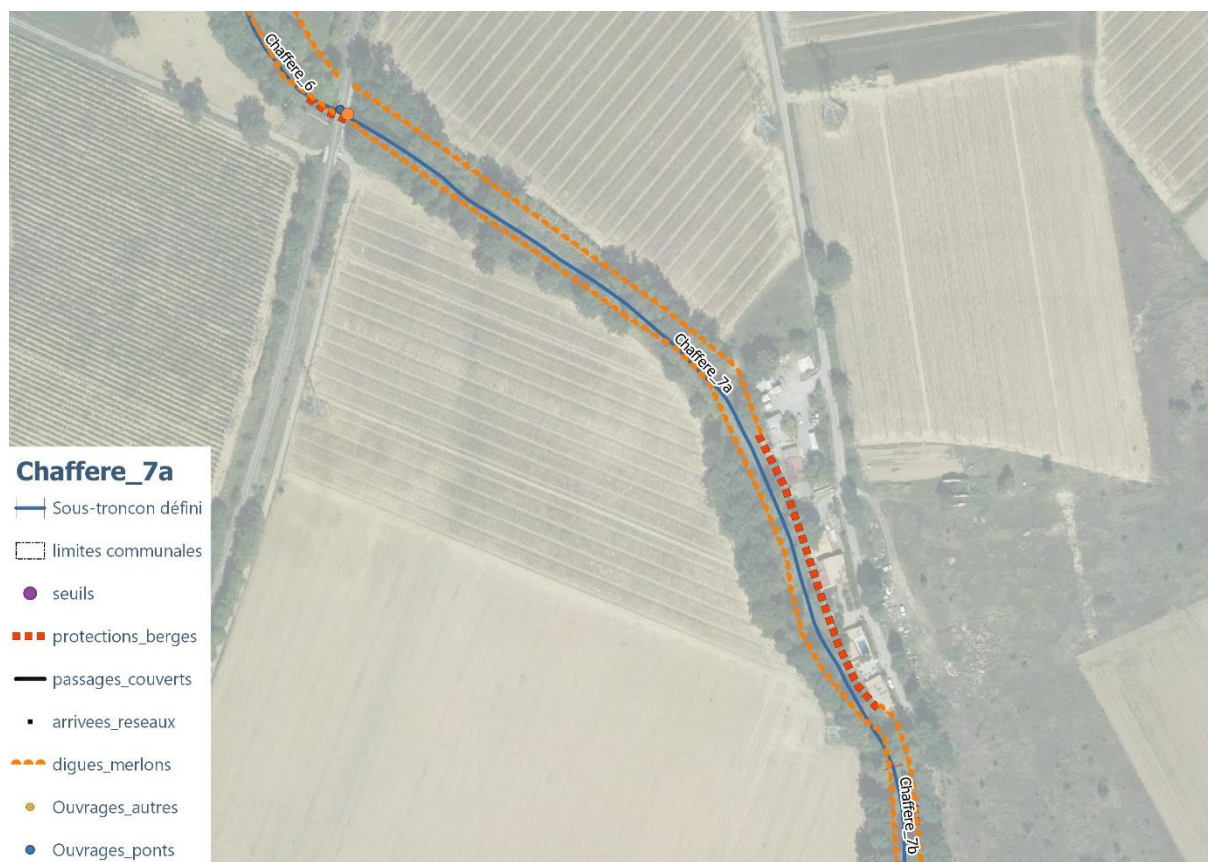 Chaffere_6
Chaffere_7a
Chaffere_7b
Chaffere_7a
Sous-troncon défini
limites communales
seuils
protections_berges
passages_couverts
arrivees_reseaux
digues_merlons
Ouvrages_autres
Ouvrages_ponts